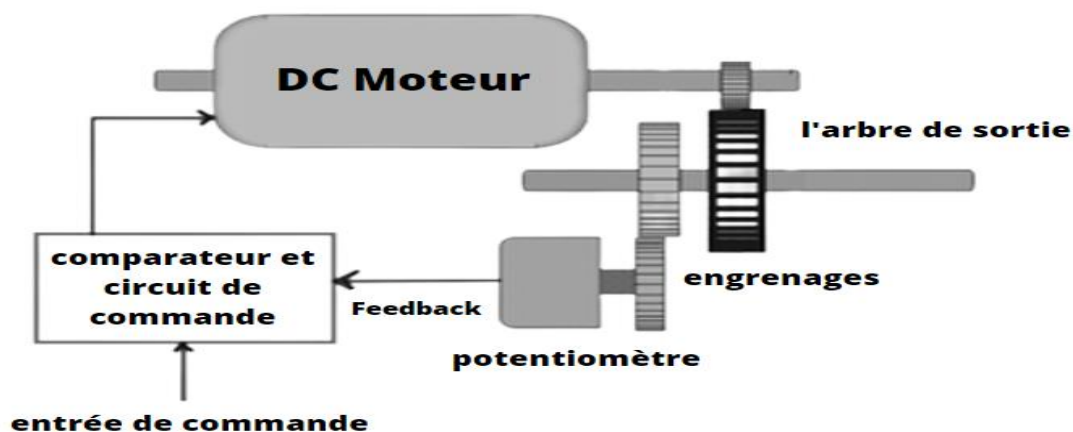 DC Moteur
l'arbre de sortie
engrenages
comparateur et
circuit de
commande
Feedback
potentiomètre
entrée de commande